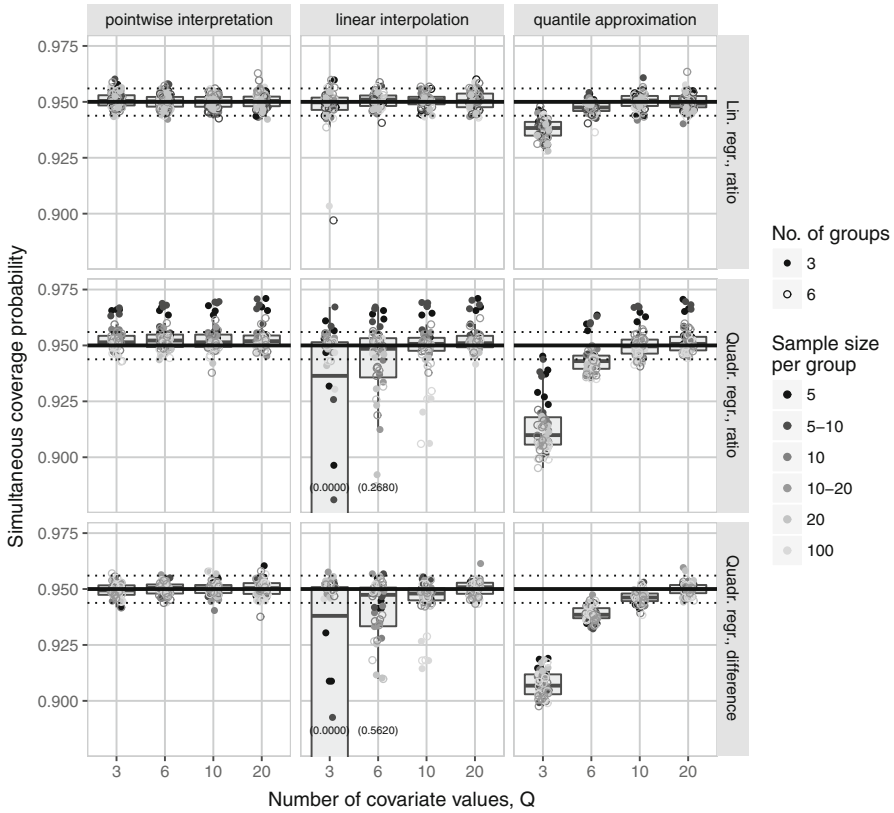 pointwise interpretation
linear interpolation
quantile approximation
Simultaneous coverage probability
0.975
0.950
0.925
0.900
Lin. regr., ratio
0.975
0.950
0.925
0.900
(0.0000)
(0.2680)
Quadr. regr., ratio
0.975
0.950
0.925
0.900
(0.0000)
(0.5620)
Quadr. regr., difference
3 6 10 20
3 6 10 20
3 6 10 20
Number of covariate values, Q
No. of groups
3
6
Sample size
per group
5
5–10
10
10–20
20
100